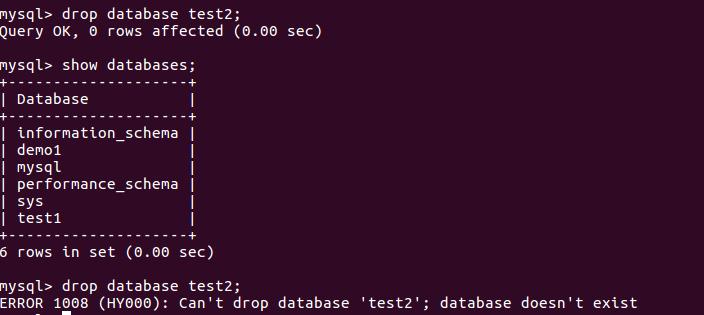 mysql> drop database test2;
Query OK, 0 rows affected (0.00 sec)
mysql> show databases;
+--------------------+
| Database           |
+--------------------+
| information_schema |
| demo1              |
| mysql              |
| performance_schema |
| sys                |
| test1              |
+--------------------+
6 rows in set (0.00 sec)
mysql> drop database test2;
ERROR 1008 (HY000): Can't drop database 'test2'; database doesn't exist